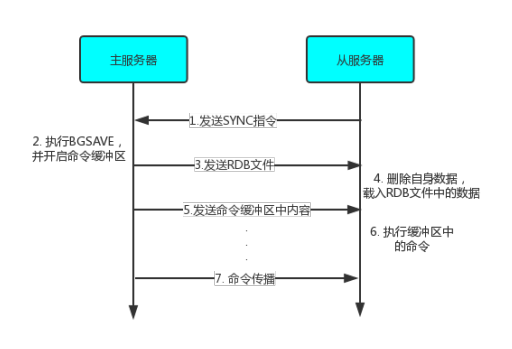 主服务器
从服务器
1.发送SYNC指令
2. 执行BGSAVE，
并开启命令缓冲区
3.发送RDB文件
4. 删除自身数据，
载入RDB文件中的数据
5.发送命令缓冲区中内容
6. 执行缓冲区中
的命令
7. 命令传播